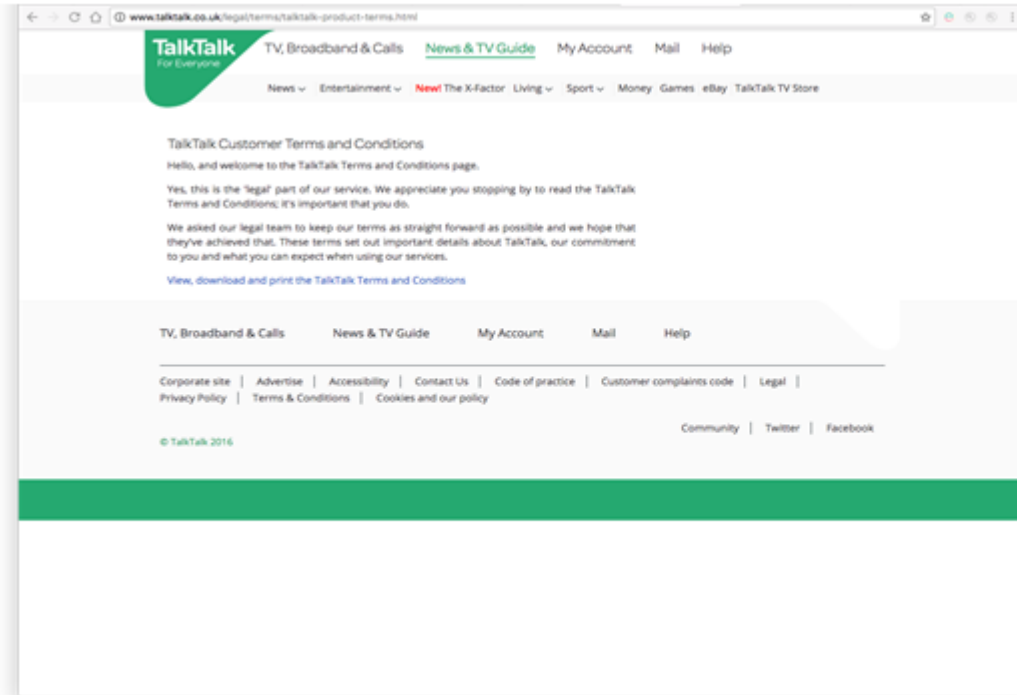 www.talktalk.co.uk/legal/terms/talktalk-product-terms.html
TalkTalk
For Everyone
TV, Broadband & Calls News & TV Guide My Account Mail Help
News Entertainment New! The X-Factor Living Sport Money Games eBay TalkTalk TV Store
TalkTalk Customer Terms and Conditions
Hello, and welcome to the TalkTalk Terms and Conditions page.
Yes, this is the 'legal' part of our service. We appreciate you stopping by to read the TalkTalk
Terms and Conditions; it's important that you do.
We asked our legal team to keep our terms as straight forward as possible and we hope that
they've achieved that. These terms set out important details about TalkTalk, our commitment
to you and what you can expect when using our services.
View, download and print the TalkTalk Terms and Conditions
TV, Broadband & Calls News & TV Guide My Account Mail Help
Corporate site | Advertise | Accessibility | Contact Us | Code of practice | Customer complaints code | Legal |
Privacy Policy | Terms & Conditions | Cookies and our policy
Community | Twitter | Facebook
© TalkTalk 2016